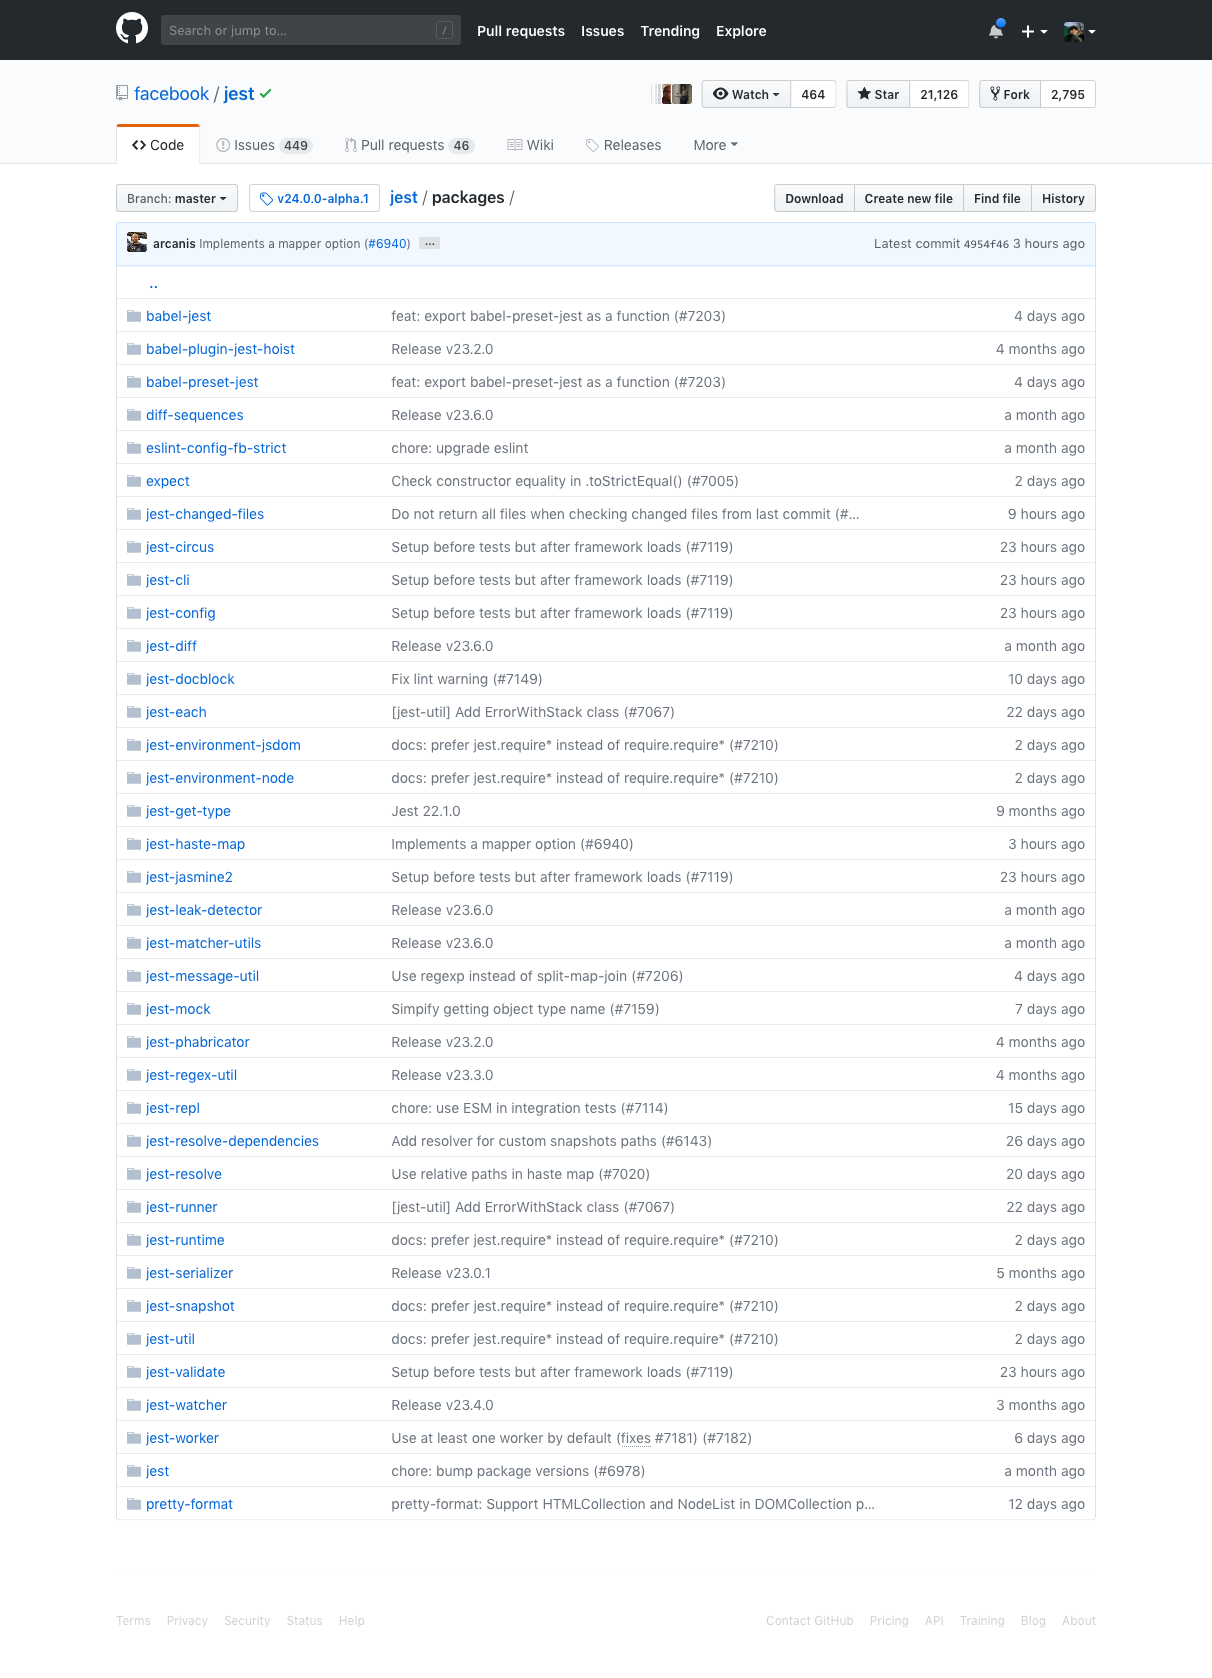 Search or jump to... /
Pull requests Issues Trending Explore
facebook / jest
Watch 464 Star 21,126 Fork 2,795
Code Issues 449 Pull requests 46 Wiki Releases More
Branch: master v24.0.0-alpha.1 jest / packages / Download Create new file Find file History
arcanis Implements a mapper option (#6940) ... Latest commit 4954f46 3 hours ago
..
babel-jest feat: export babel-preset-jest as a function (#7203) 4 days ago
babel-plugin-jest-hoist Release v23.2.0 4 months ago
babel-preset-jest feat: export babel-preset-jest as a function (#7203) 4 days ago
diff-sequences Release v23.6.0 a month ago
eslint-config-fb-strict chore: upgrade eslint a month ago
expect Check constructor equality in .toStrictEqual() (#7005) 2 days ago
jest-changed-files Do not return all files when checking changed files from last commit (#... 9 hours ago
jest-circus Setup before tests but after framework loads (#7119) 23 hours ago
jest-cli Setup before tests but after framework loads (#7119) 23 hours ago
jest-config Setup before tests but after framework loads (#7119) 23 hours ago
jest-diff Release v23.6.0 a month ago
jest-docblock Fix lint warning (#7149) 10 days ago
jest-each [jest-util] Add ErrorWithStack class (#7067) 22 days ago
jest-environment-jsdom docs: prefer jest.require* instead of require.require* (#7210) 2 days ago
jest-environment-node docs: prefer jest.require* instead of require.require* (#7210) 2 days ago
jest-get-type Jest 22.1.0 9 months ago
jest-haste-map Implements a mapper option (#6940) 3 hours ago
jest-jasmine2 Setup before tests but after framework loads (#7119) 23 hours ago
jest-leak-detector Release v23.6.0 a month ago
jest-matcher-utils Release v23.6.0 a month ago
jest-message-util Use regexp instead of split-map-join (#7206) 4 days ago
jest-mock Simpify getting object type name (#7159) 7 days ago
jest-phabricator Release v23.2.0 4 months ago
jest-regex-util Release v23.3.0 4 months ago
jest-repl chore: use ESM in integration tests (#7114) 15 days ago
jest-resolve-dependencies Add resolver for custom snapshots paths (#6143) 26 days ago
jest-resolve Use relative paths in haste map (#7020) 20 days ago
jest-runner [jest-util] Add ErrorWithStack class (#7067) 22 days ago
jest-runtime docs: prefer jest.require* instead of require.require* (#7210) 2 days ago
jest-serializer Release v23.0.1 5 months ago
jest-snapshot docs: prefer jest.require* instead of require.require* (#7210) 2 days ago
jest-util docs: prefer jest.require* instead of require.require* (#7210) 2 days ago
jest-validate Setup before tests but after framework loads (#7119) 23 hours ago
jest-watcher Release v23.4.0 3 months ago
jest-worker Use at least one worker by default (fixes #7181) (#7182) 6 days ago
jest chore: bump package versions (#6978) a month ago
pretty-format pretty-format: Support HTMLCollection and NodeList in DOMCollection p... 12 days ago
Terms Privacy Security Status Help Contact GitHub Pricing API Training Blog About